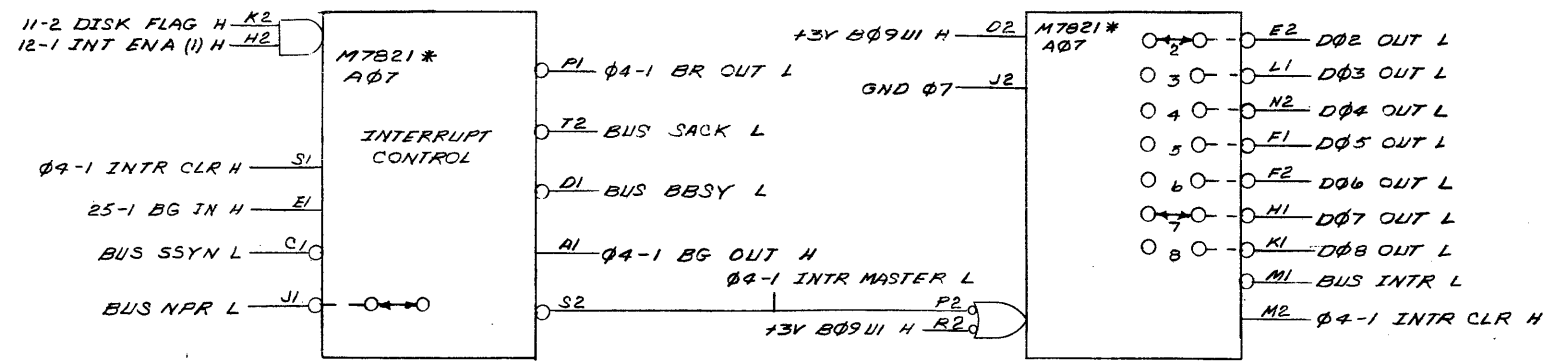 11-2 DISK FLAG H K2
12-1 INT ENA (1) H H2
M7821*
AØ7
INTERRUPT
CONTROL
Ø4-1 INTR CLR H S1
25-1 BG IN H E1
BUS SSYN L C1
BUS NPR L J1
P1 Ø4-1 BR OUT L
T2 BUS SACK L
D1 BUS BBSY L
A1 Ø4-1 BG OUT H
Ø4-1 INTR MASTER L
S2
P2
+3V BØ9U1 H R2
+3V BØ9U1 H D2
GND Ø7 J2
M7821*
AØ7
2 E2 DØ2 OUT L
3 L1 DØ3 OUT L
4 N2 DØ4 OUT L
5 F1 DØ5 OUT L
6 F2 DØ6 OUT L
7 H1 DØ7 OUT L
8 K1 DØ8 OUT L
M1 BUS INTR L
M2 Ø4-1 INTR CLR H